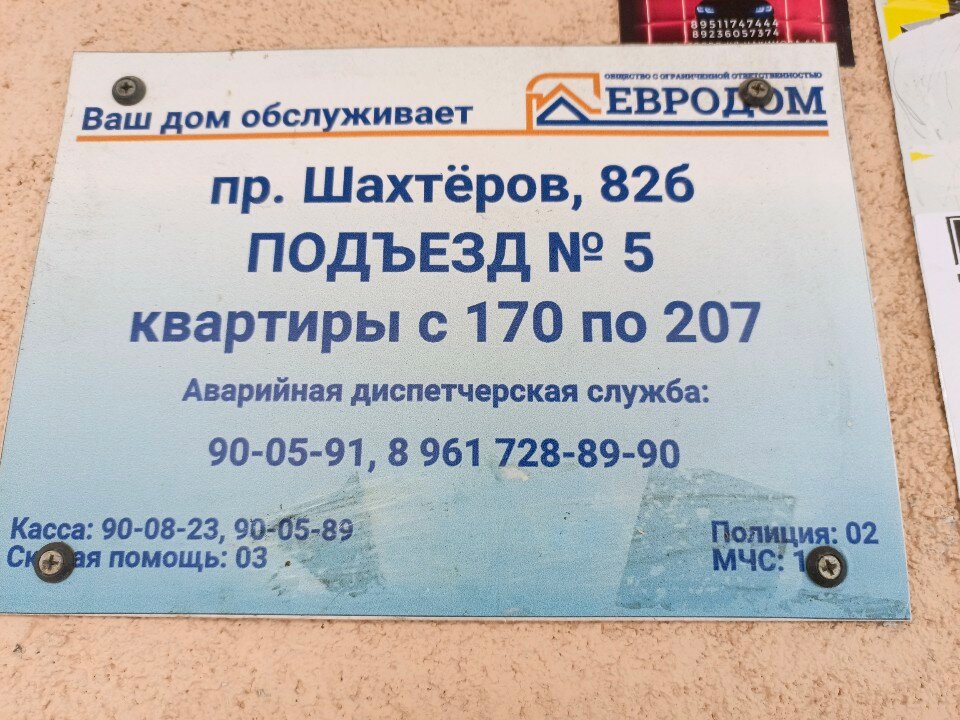 89511747444
89236057374
ОБЩЕСТВО С ОГРАНИЧЕННОЙ ОТВЕТСТВЕННОСТЬЮ
Ваш дом обслуживает ЕВРОДОМ
пр. Шахтёров, 82б
ПОДЪЕЗД № 5
квартиры с 170 по 207
Аварийная диспетчерская служба:
90-05-91, 8 961 728-89-90
Касса: 90-08-23, 90-05-89 Полиция: 02
помощь: 03 МЧС: